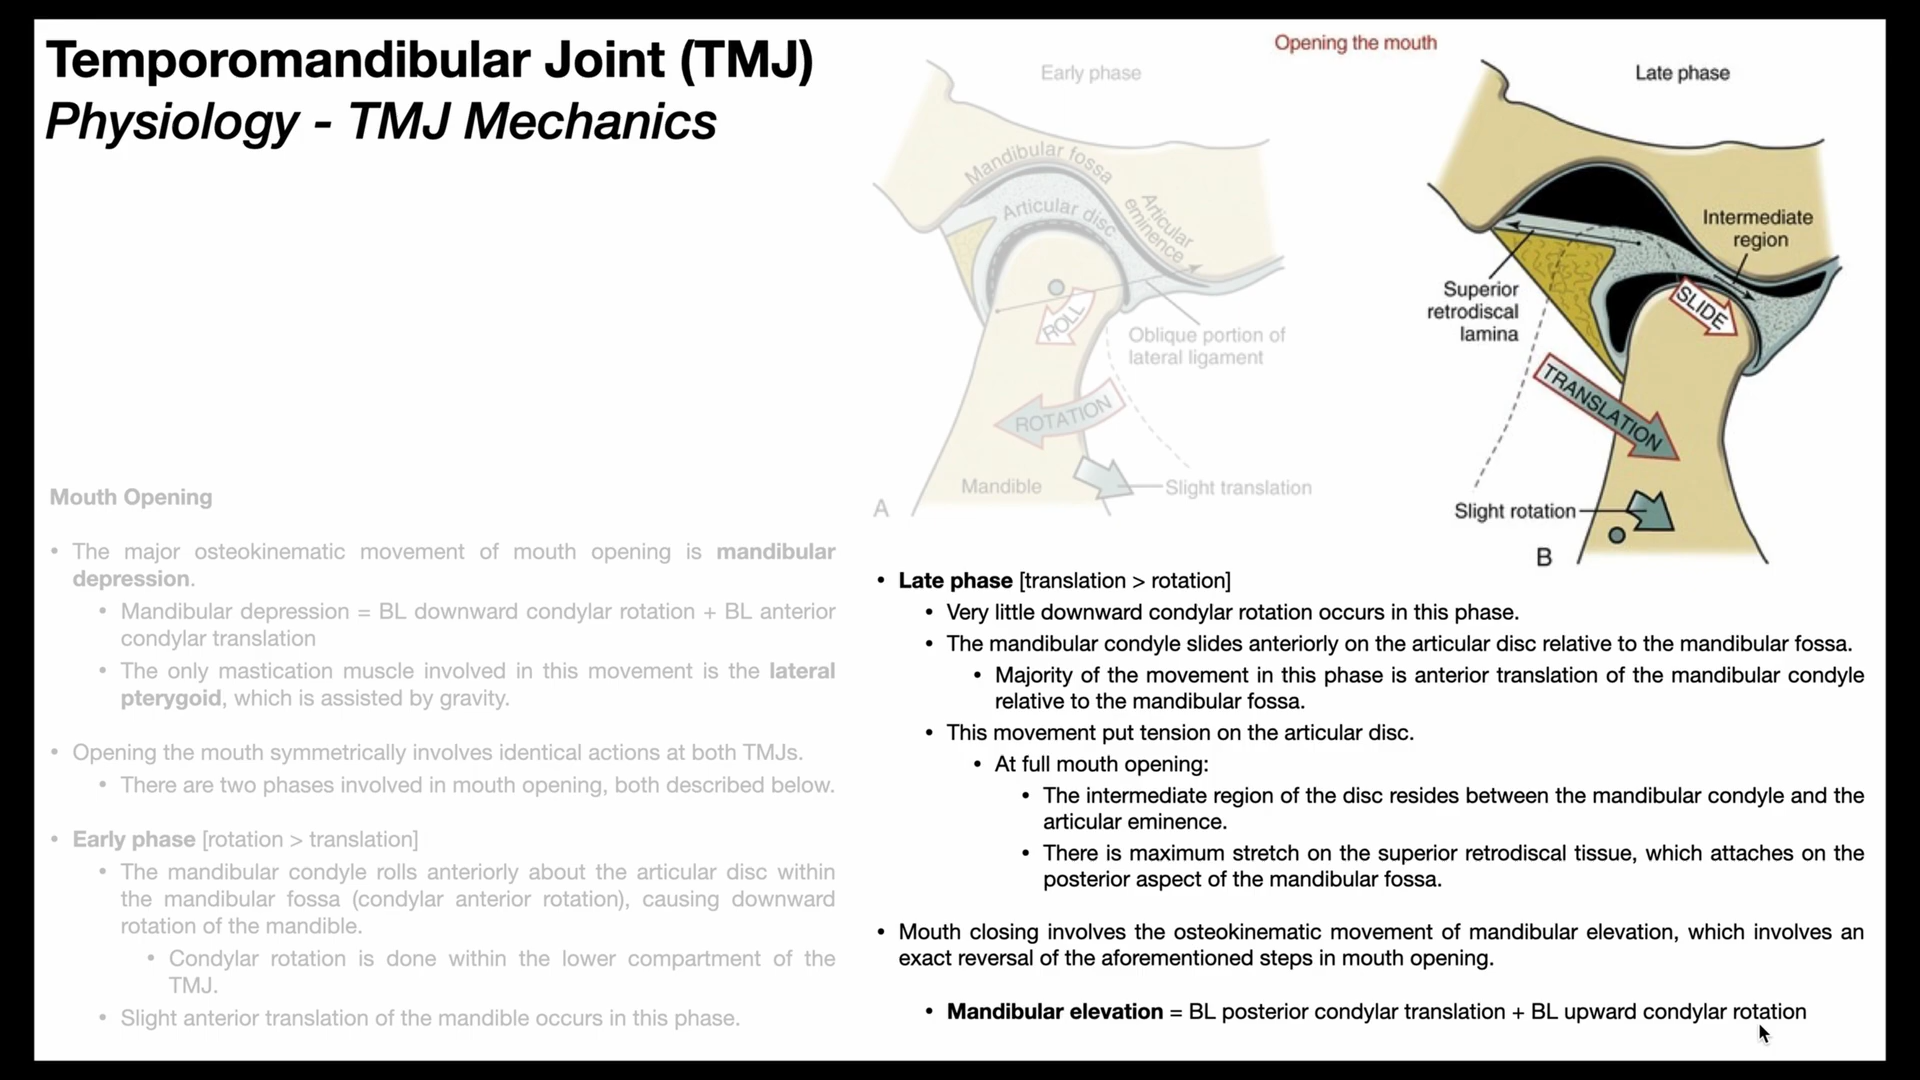 Temporomandibular Joint (TMJ)
Physiology - TMJ Mechanics
Mouth Opening
• The major osteokinematic movement of mouth opening is mandibular
depression.
• Mandibular depression = BL downward condylar rotation + BL anterior
condylar translation
• The only mastication muscle involved in this movement is the lateral
pterygoid, which is assisted by gravity.
• Opening the mouth symmetrically involves identical actions at both TMJs.
• There are two phases involved in mouth opening, both described below.
• Early phase [rotation > translation]
• The mandibular condyle rolls anteriorly about the articular disc within
the mandibular fossa (condylar anterior rotation), causing downward
rotation of the mandible.
• Condylar rotation is done within the lower compartment of the
TMJ.
• Slight anterior translation of the mandible occurs in this phase.
Opening the mouth
Early phase
Mandibular fossa
Articular disc
Articular
eminence
ROLL
Oblique portion of
lateral ligament
ROTATION
Mandible
Slight translation
A
Late phase
Intermediate
region
Superior
retrodiscal
lamina
SLIDE
TRANSLATION
Slight rotation
B
• Late phase [translation > rotation]
• Very little downward condylar rotation occurs in this phase.
• The mandibular condyle slides anteriorly on the articular disc relative to the mandibular fossa.
• Majority of the movement in this phase is anterior translation of the mandibular condyle
relative to the mandibular fossa.
• This movement put tension on the articular disc.
• At full mouth opening:
• The intermediate region of the disc resides between the mandibular condyle and the
articular eminence.
• There is maximum stretch on the superior retrodiscal tissue, which attaches on the
posterior aspect of the mandibular fossa.
• Mouth closing involves the osteokinematic movement of mandibular elevation, which involves an
exact reversal of the aforementioned steps in mouth opening.
• Mandibular elevation = BL posterior condylar translation + BL upward condylar rotation